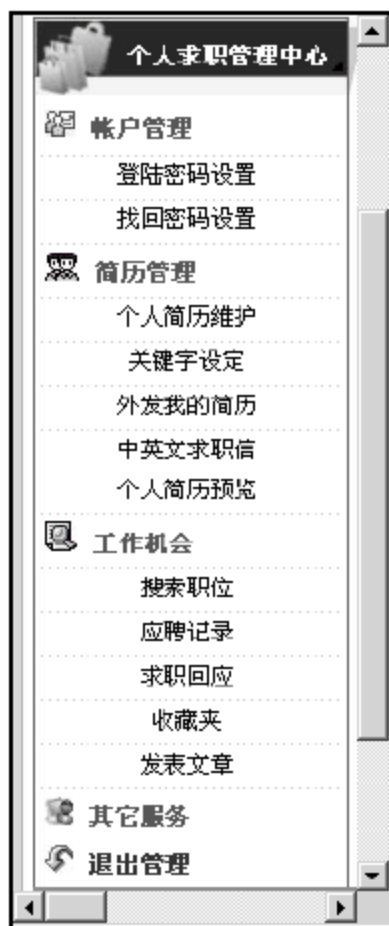 个人求职管理中心
帐户管理
登陆密码设置
找回密码设置
简历管理
个人简历维护
关键字设定
外发我的简历
中英文求职信
个人简历预览
工作机会
搜索职位
应聘记录
求职回应
收藏夹
发表文章
其它服务
退出管理